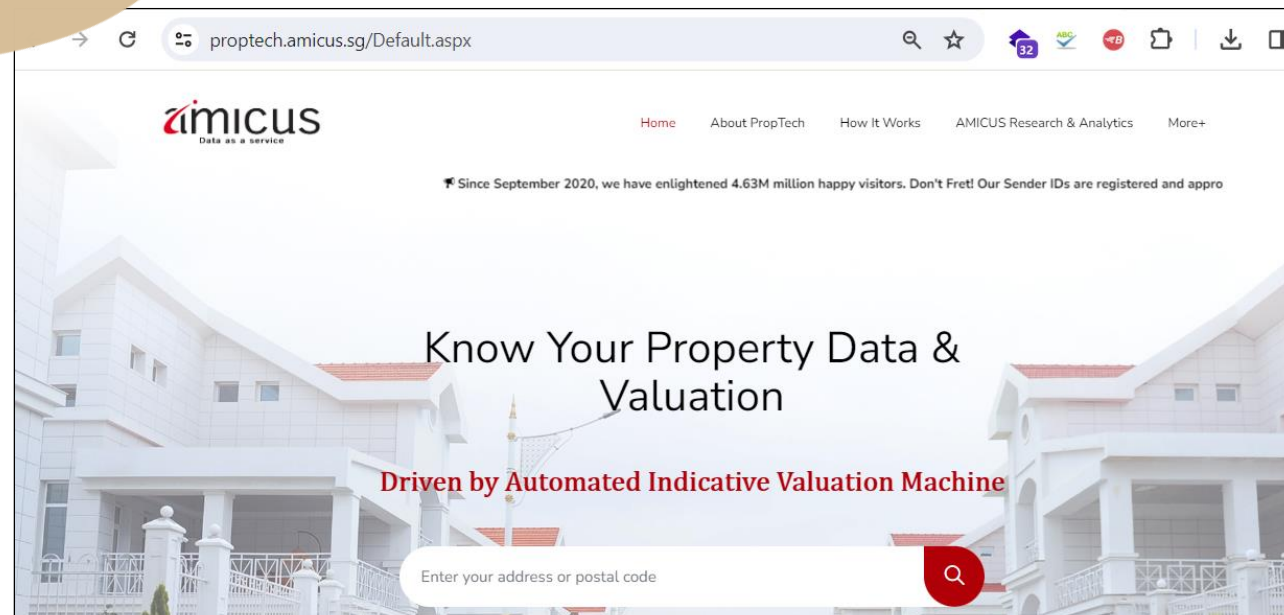 proptech.amicus.sg/Default.aspx
32
ABC
B
amicus
Data as a service
Home About PropTech How It Works AMICUS Research & Analytics More+
Since September 2020, we have enlightened 4.63M million happy visitors. Don't Fret! Our Sender IDs are registered and appro
Know Your Property Data &
Valuation
Driven by Automated Indicative Valuation Machine
Enter your address or postal code